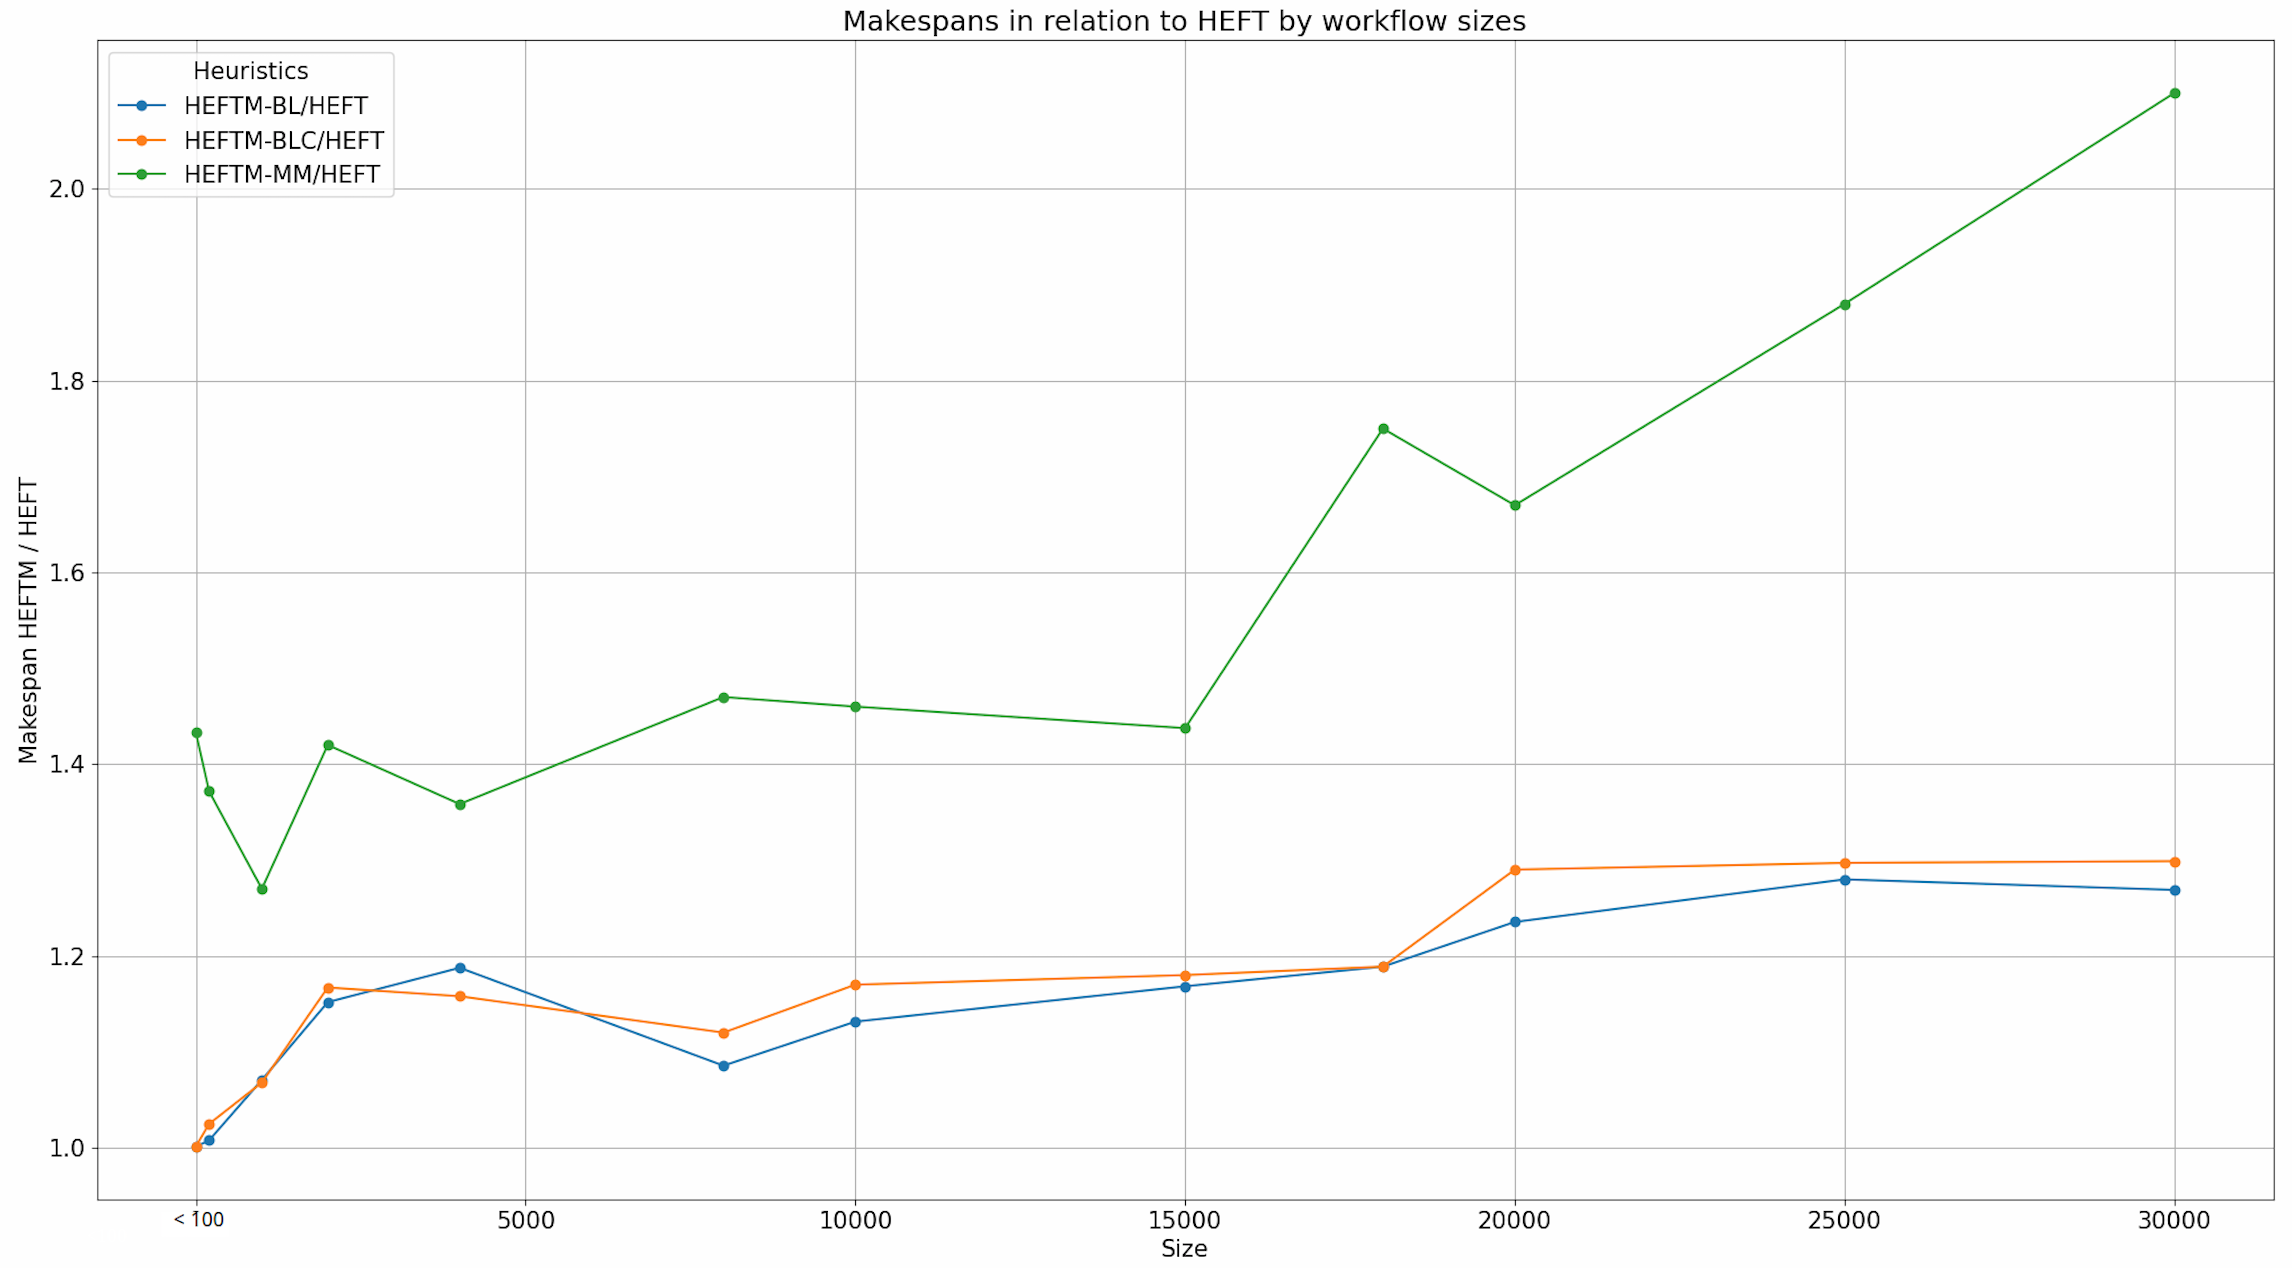 Makespans in relation to HEFT by workflow sizes
Heuristics
HEFTM-BL/HEFT
HEFTM-BLC/HEFT
HEFTM-MM/HEFT
Makespan HEFTM / HEFT
2.0
1.8
1.6
1.4
1.2
1.0
< 100 5000 10000 15000 20000 25000 30000
Size